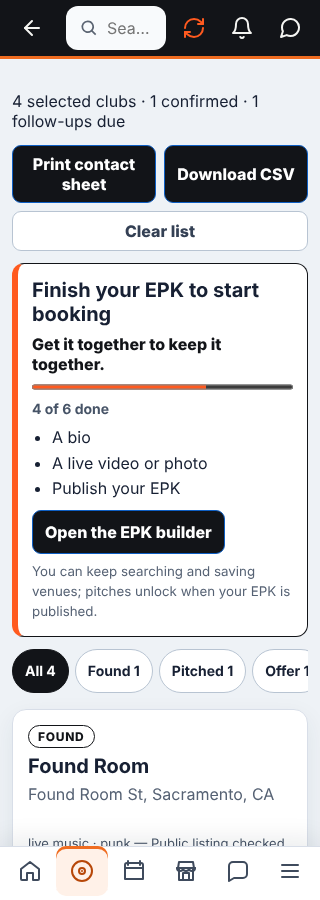 Sea...
4 selected clubs · 1 confirmed · 1
follow-ups due
Print contact
sheet
Download CSV
Clear list
Finish your EPK to start
booking
Get it together to keep it
together.
4 of 6 done
• A bio
• A live video or photo
• Publish your EPK
Open the EPK builder
You can keep searching and saving
venues; pitches unlock when your EPK is
published.
All 4
Found 1
Pitched 1
Offer 1
FOUND
Found Room
Found Room St, Sacramento, CA
live music · punk — Public listing checked